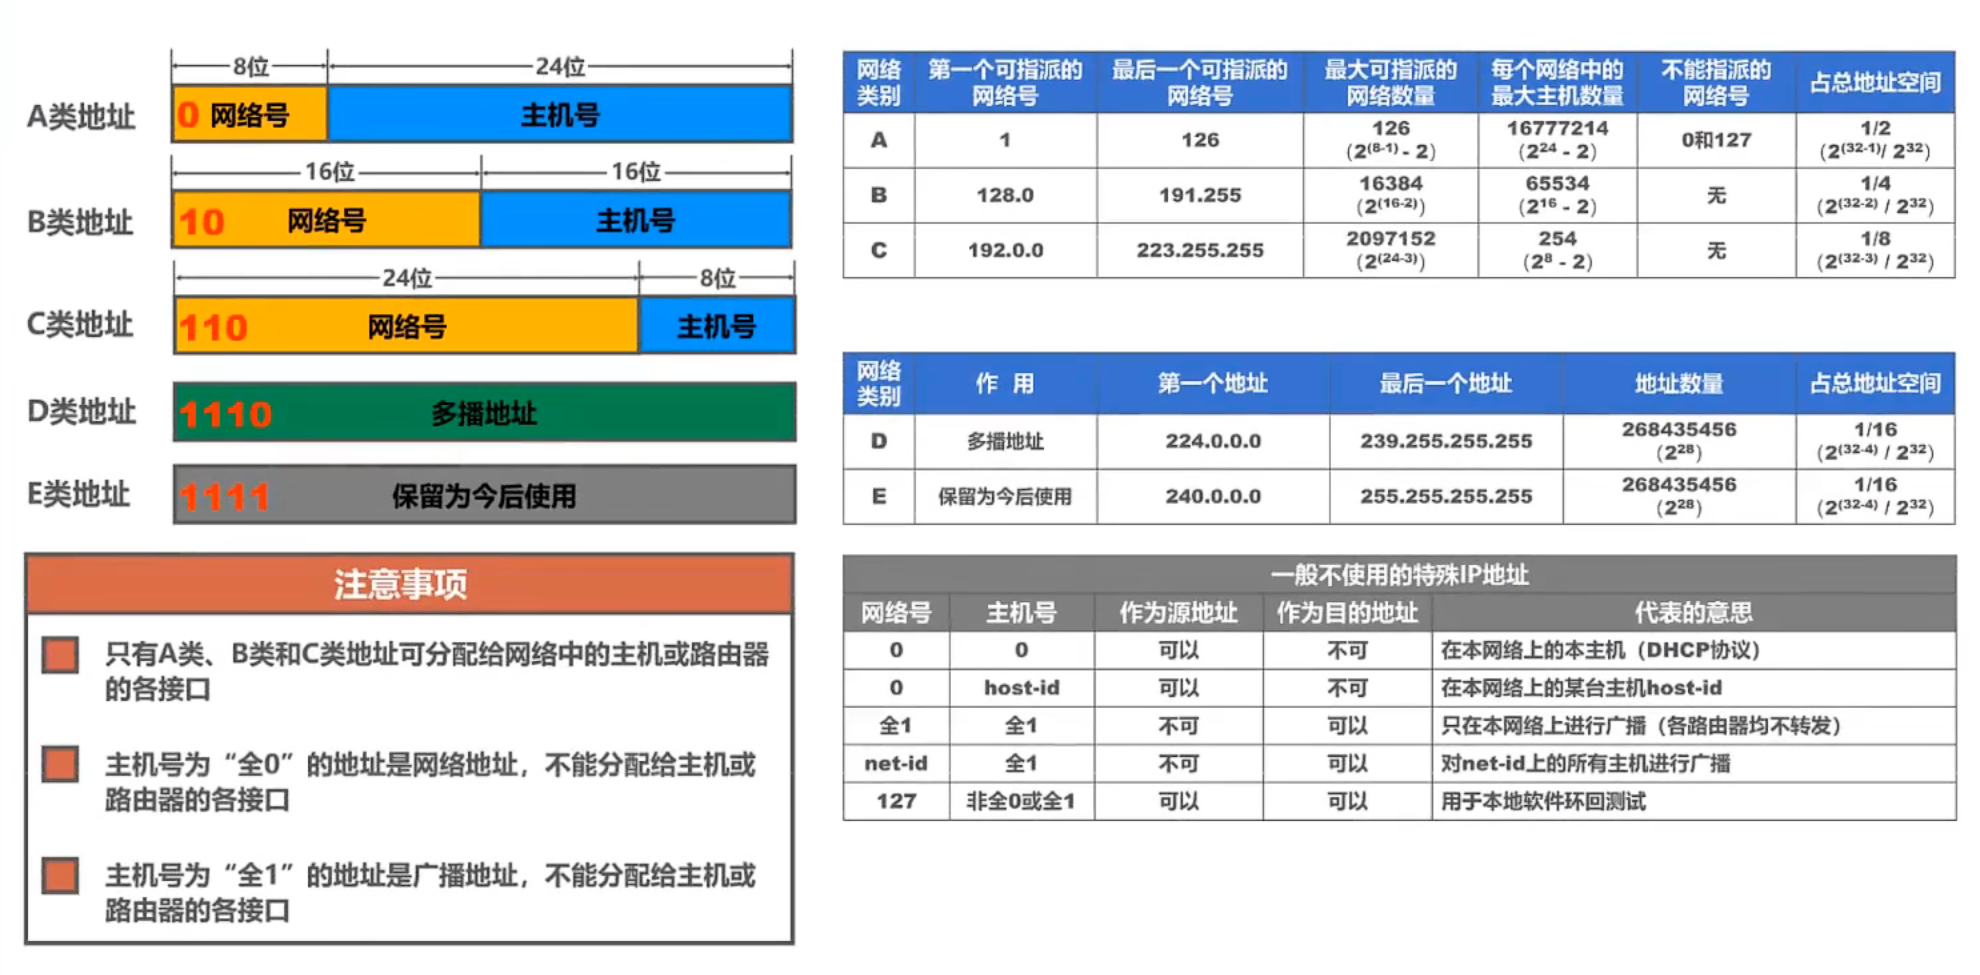 8位 24位
A类地址 0 网络号 主机号
16位 16位
B类地址 10 网络号 主机号
24位 8位
C类地址 110 网络号 主机号
D类地址 1110 多播地址
E类地址 1111 保留为今后使用
注意事项
只有A类、B类和C类地址可分配给网络中的主机或路由器
的各接口
主机号为“全0”的地址是网络地址，不能分配给主机或
路由器的各接口
主机号为“全1”的地址是广播地址，不能分配给主机或
路由器的各接口
网络 第一个可指派的 最后一个可指派的 最大可指派的 每个网络中的 不能指派的 占总地址空间
类别 网络号 网络号 网络数量 最大主机数量 网络号
A 1 126 126 16777214 0和127 1/2
(2^(8-1) - 2) (2^24 - 2) (2^(32-1)/ 2^32)
B 128.0 191.255 16384 65534 无 1/4
(2^(16-2)) (2^16 - 2) (2^(32-2) / 2^32)
C 192.0.0 223.255.255 2097152 254 无 1/8
(2^(24-3)) (2^8 - 2) (2^(32-3) / 2^32)
网络 作 用 第一个地址 最后一个地址 地址数量 占总地址空间
类别
D 多播地址 224.0.0.0 239.255.255.255 268435456 1/16
(2^28) (2^(32-4) / 2^32)
E 保留为今后使用 240.0.0.0 255.255.255.255 268435456 1/16
(2^28) (2^(32-4) / 2^32)
一般不使用的特殊IP地址
网络号 主机号 作为源地址 作为目的地址 代表的意思
0 0 可以 不可 在本网络上的本主机（DHCP协议）
0 host-id 可以 不可 在本网络上的某台主机host-id
全1 全1 不可 可以 只在本网络上进行广播（各路由器均不转发）
net-id 全1 不可 可以 对net-id上的所有主机进行广播
127 非全0或全1 可以 可以 用于本地软件环回测试